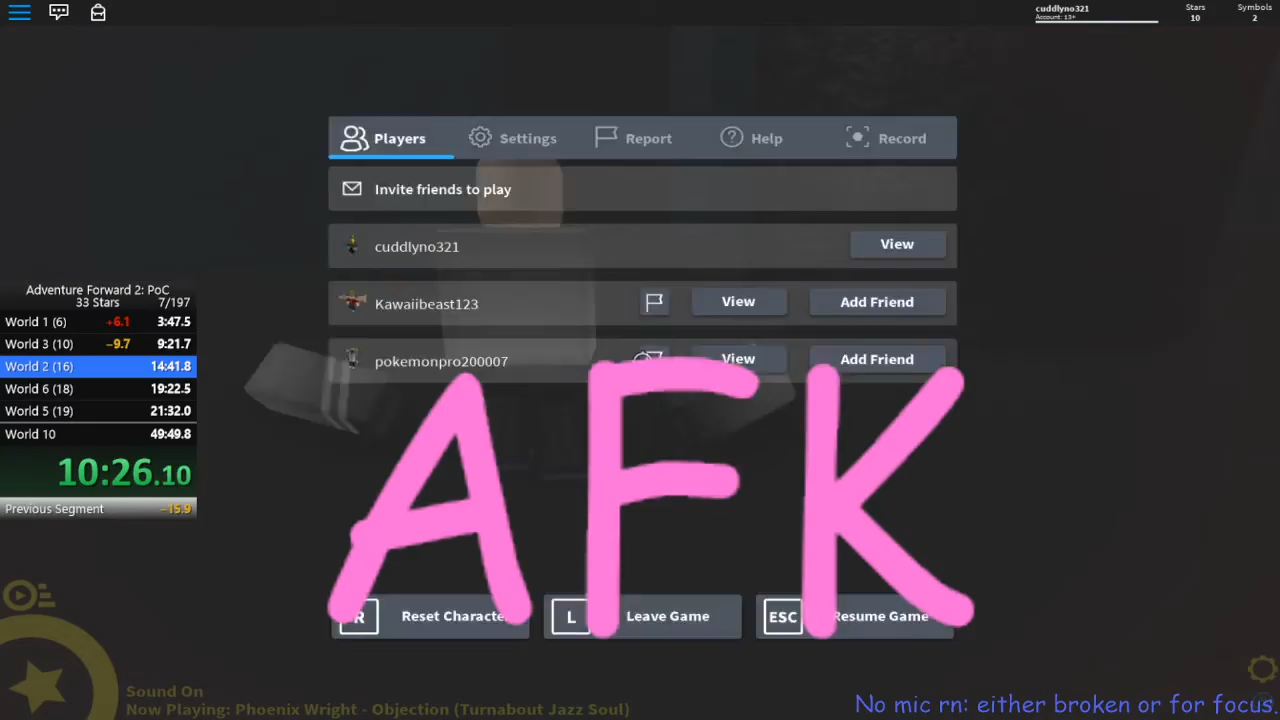 cuddlyno321
Account: 13+
Stars
10
Symbols
2
Players
Settings
Report
Help
Record
Invite friends to play
cuddlyno321
View
Kawaiibeast123
View
Add Friend
pokemonpro200007
View
Add Friend
Adventure Forward 2: PoC
33 Stars 7/197
World 1 (6) +6.1 3:47.5
World 3 (10) −9.7 9:21.7
World 2 (16) 14:41.8
World 6 (18) 19:22.5
World 5 (19) 21:32.0
World 10 49:49.8
10:26.10
Previous Segment −15.9
AFK
R Reset Characte
L Leave Game
ESC Resume Game
Sound On
Now Playing: Phoenix Wright - Objection (Turnabout Jazz Soul)
No mic rn: either broken or for focus.